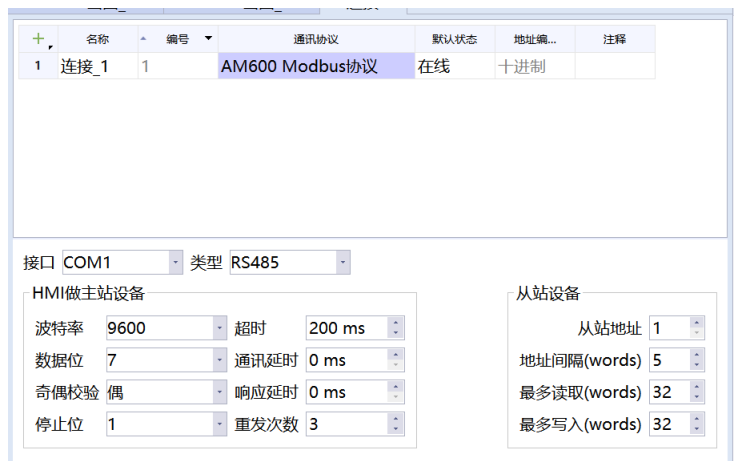 名称 编号 通讯协议 默认状态 地址编... 注释
1 连接_1 1 AM600 Modbus协议 在线 十进制
接口 COM1 类型 RS485
HMI做主站设备 从站设备
波特率 9600 超时 200 ms 从站地址 1
数据位 7 通讯延时 0 ms 地址间隔(words) 5
奇偶校验 偶 响应延时 0 ms 最多读取(words) 32
停止位 1 重发次数 3 最多写入(words) 32